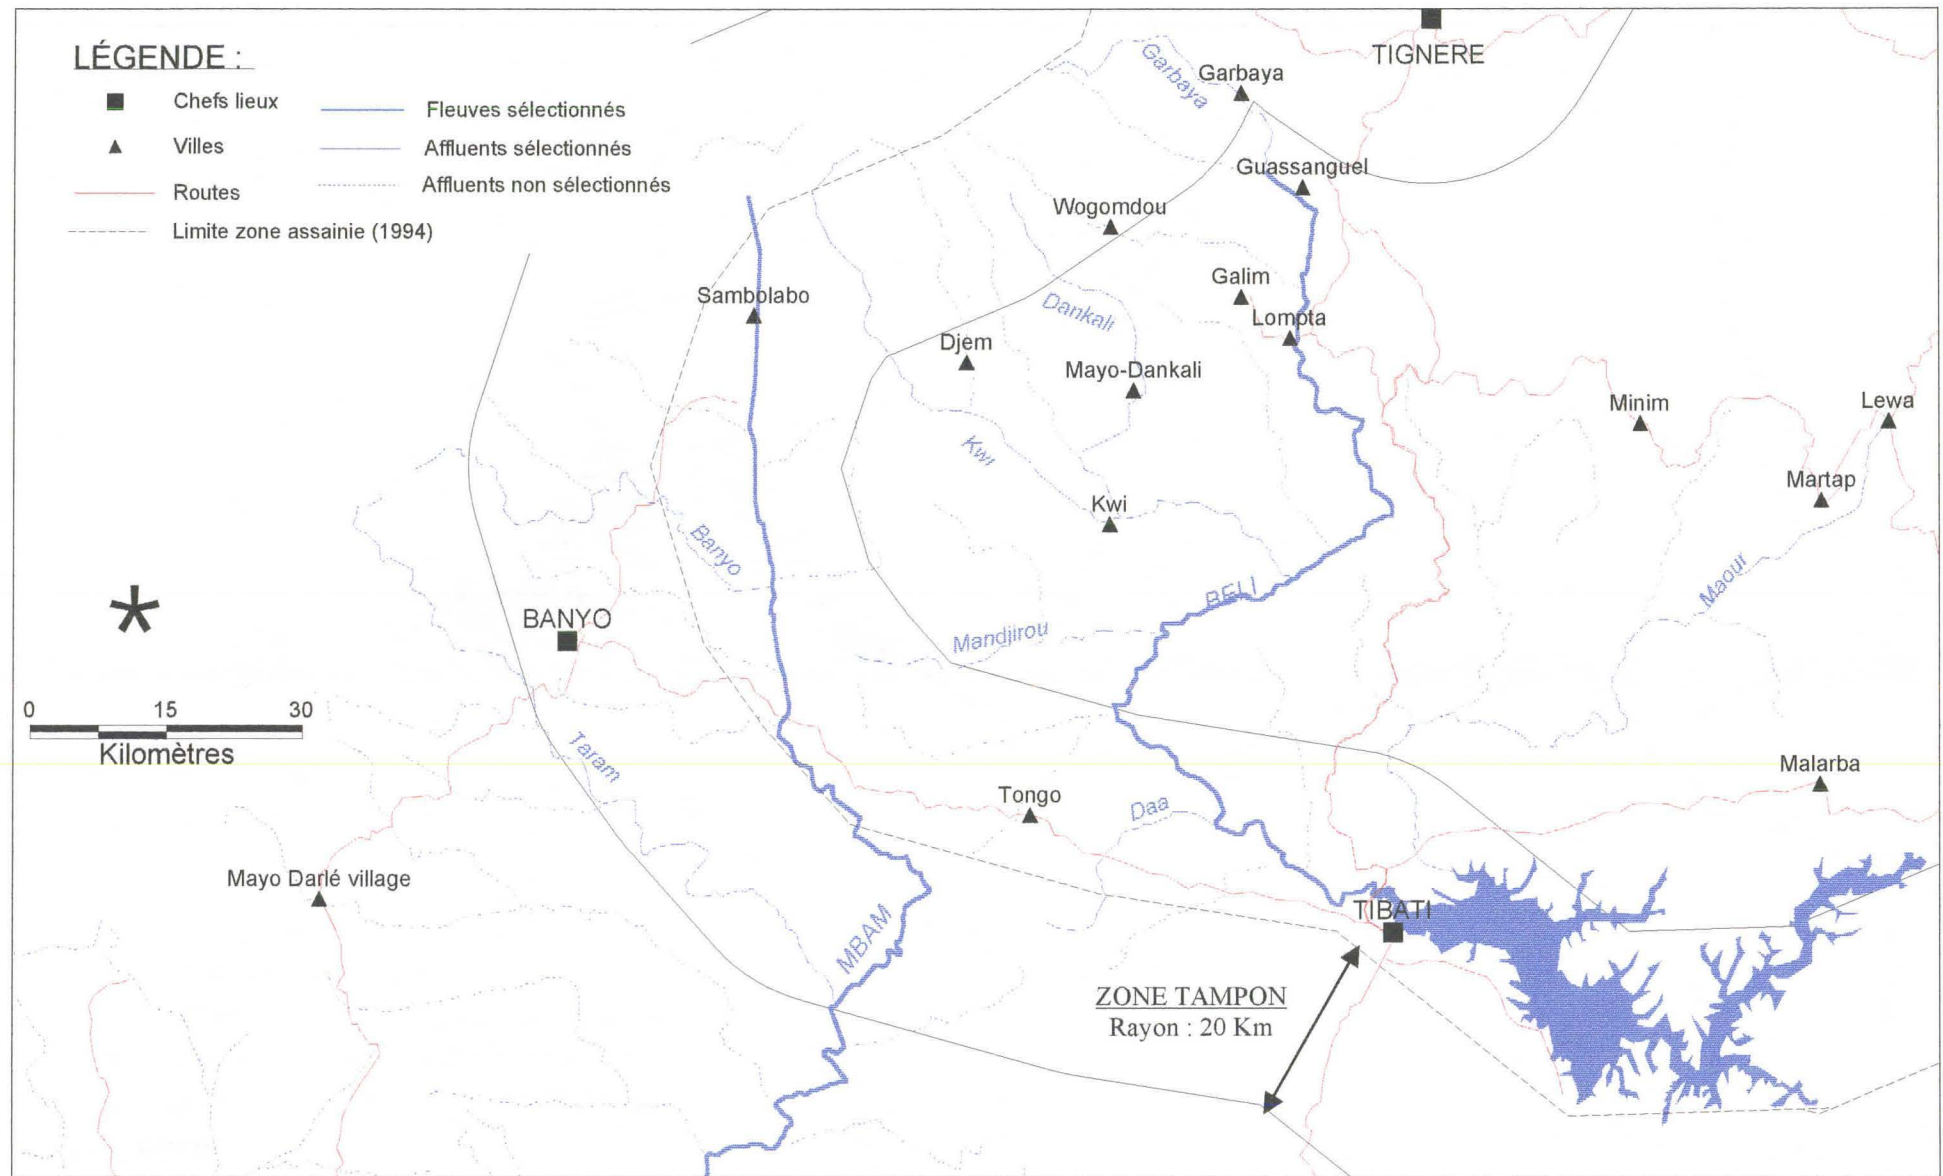 LÉGENDE :
Chefs lieux
Fleuves sélectionnés
Villes
Affluents sélectionnés
Routes
Affluents non sélectionnés
Limite zone assainie (1994)
TIGNERE
Garbaya
Garbaya
Guassanguel
Wogomdou
Galim
Sambolabo
Dankali
Lompta
Djem
Mayo-Dankali
Minim
Lewa
Kwi
Martap
Kwi
Banyo
Maour
BELI
BANYO
Mandjirou
0 15 30
Kilomètres
Taram
Malarba
Tongo
Daa
Mayo Darlé village
TIBATI
MBAM
ZONE TAMPON
Rayon : 20 Km